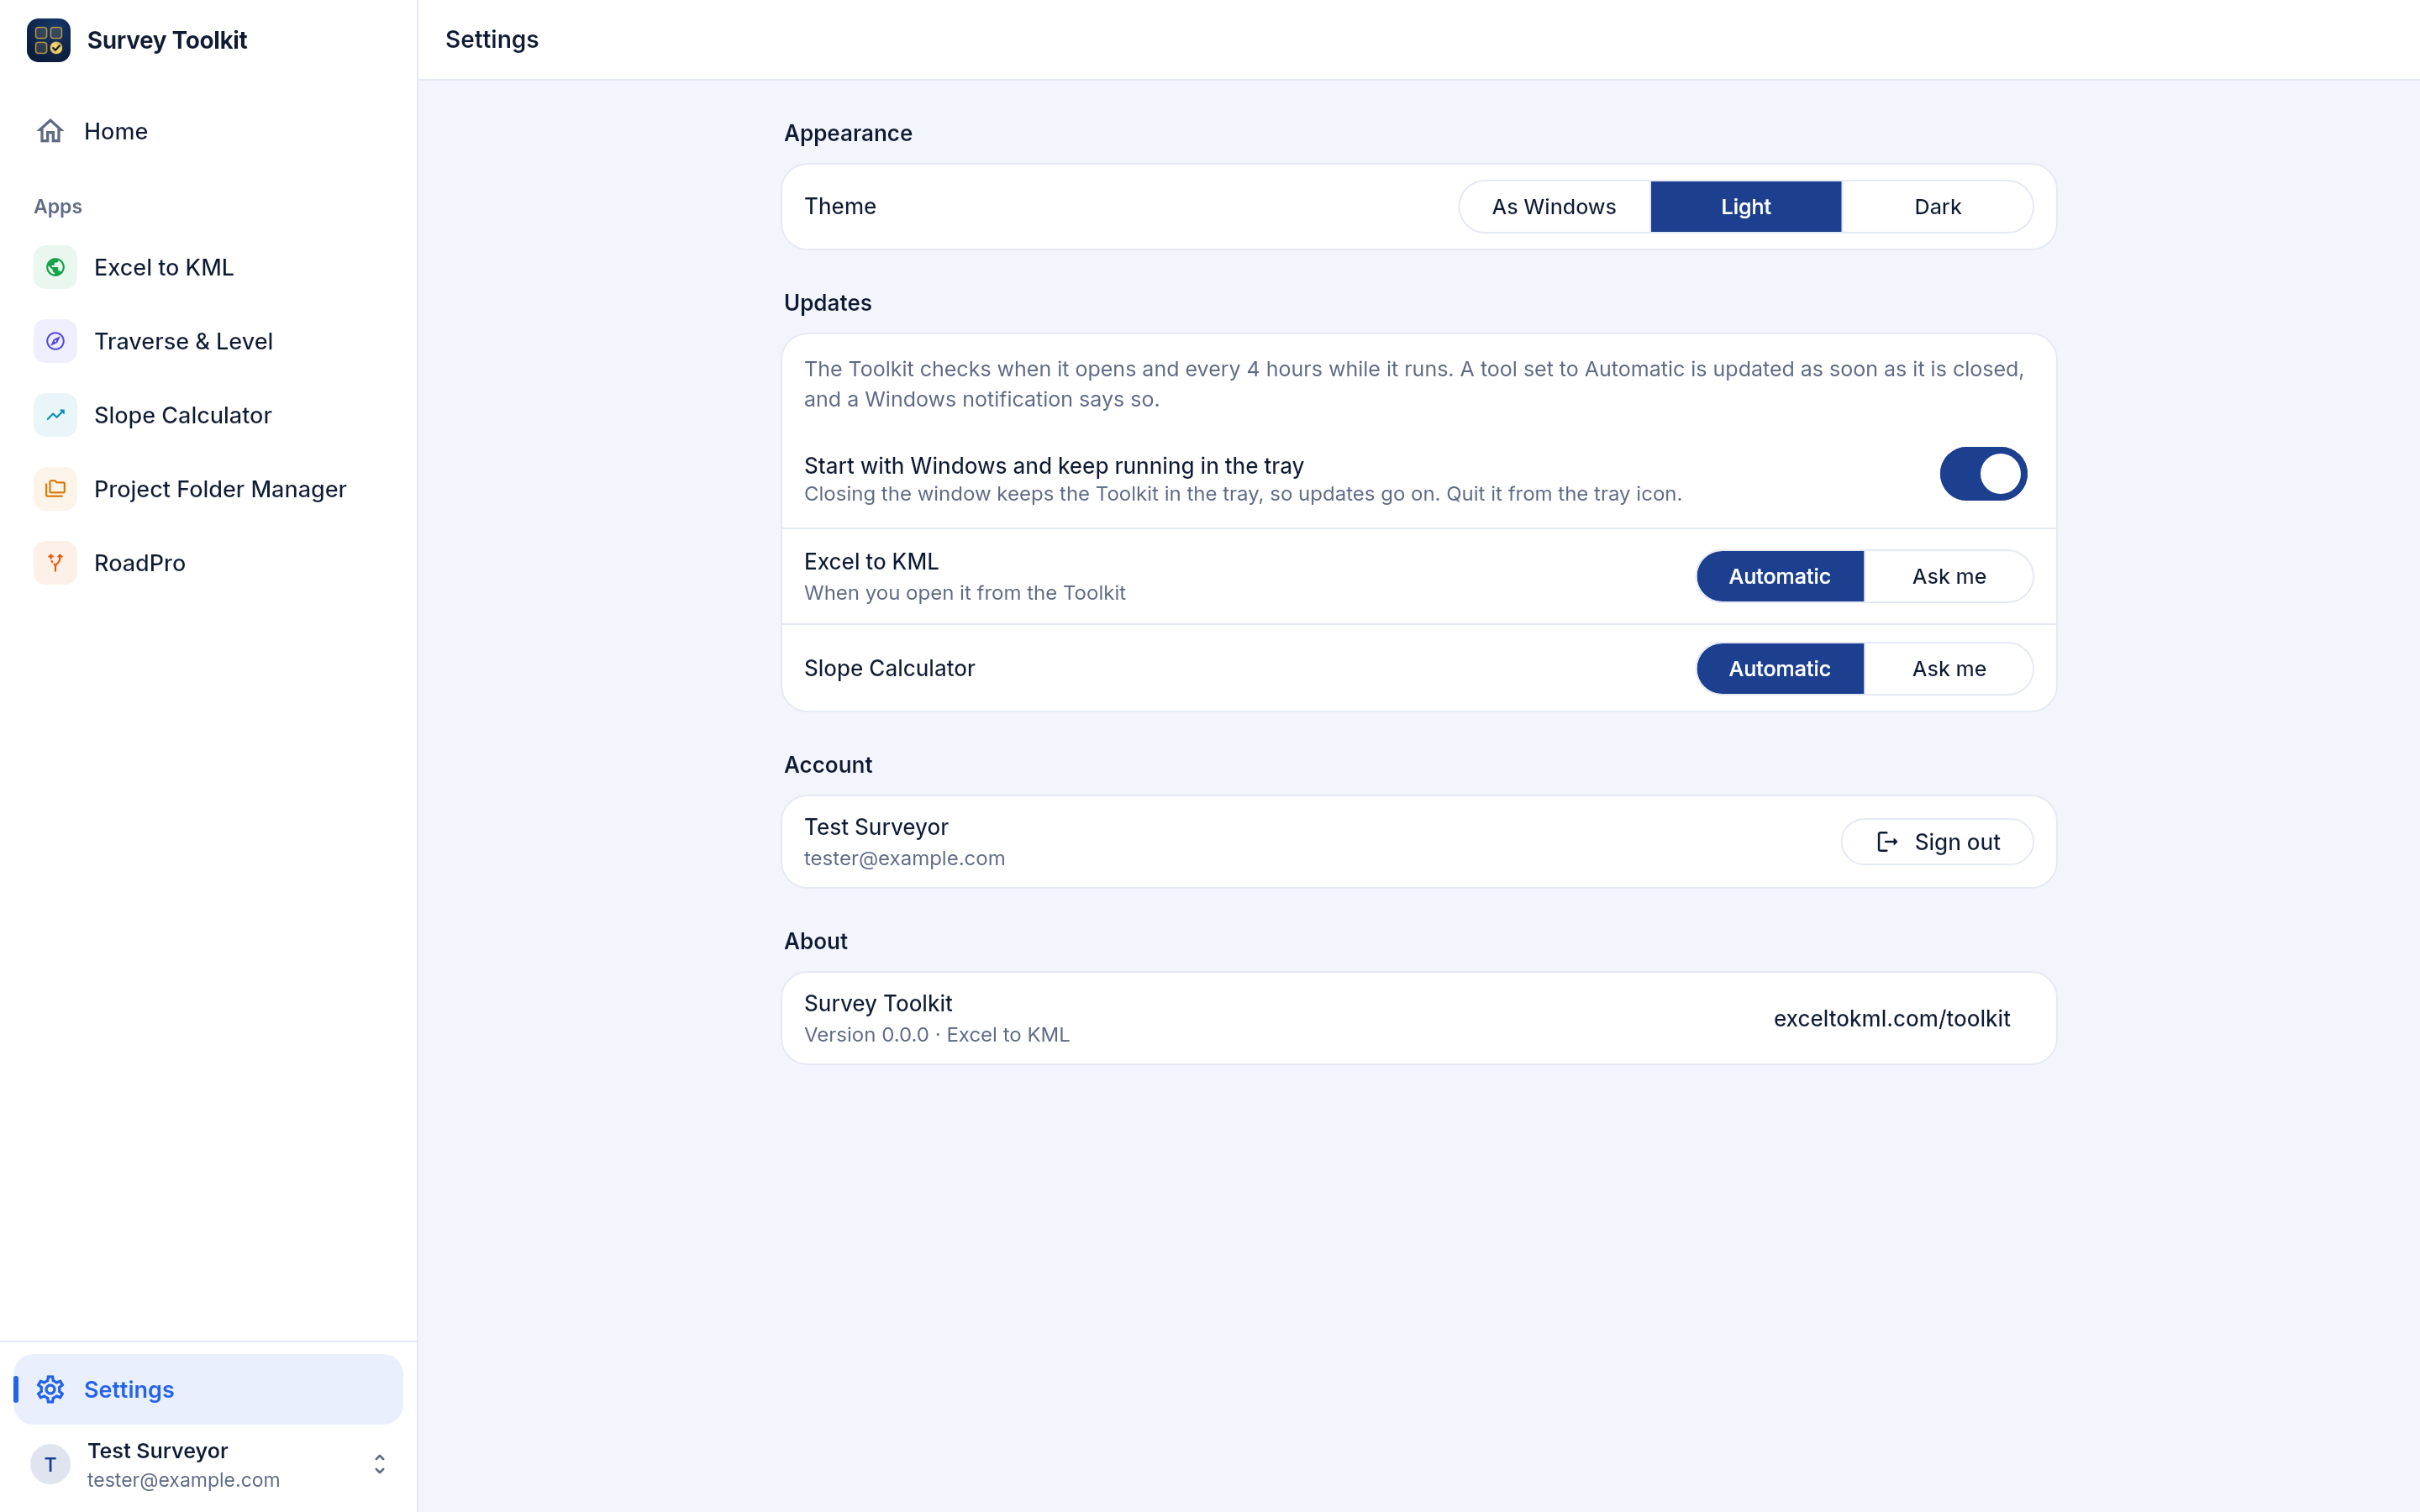 Survey Toolkit
Home
Apps
Excel to KML
Traverse & Level
Slope Calculator
Project Folder Manager
RoadPro
Settings
T
Test Surveyor
tester@example.com
Settings
Appearance
Theme
As Windows
Light
Dark
Updates
The Toolkit checks when it opens and every 4 hours while it runs. A tool set to Automatic is updated as soon as it is closed,
and a Windows notification says so.
Start with Windows and keep running in the tray
Closing the window keeps the Toolkit in the tray, so updates go on. Quit it from the tray icon.
Excel to KML
When you open it from the Toolkit
Automatic
Ask me
Slope Calculator
Automatic
Ask me
Account
Test Surveyor
tester@example.com
Sign out
About
Survey Toolkit
Version 0.0.0 · Excel to KML
exceltokml.com/toolkit